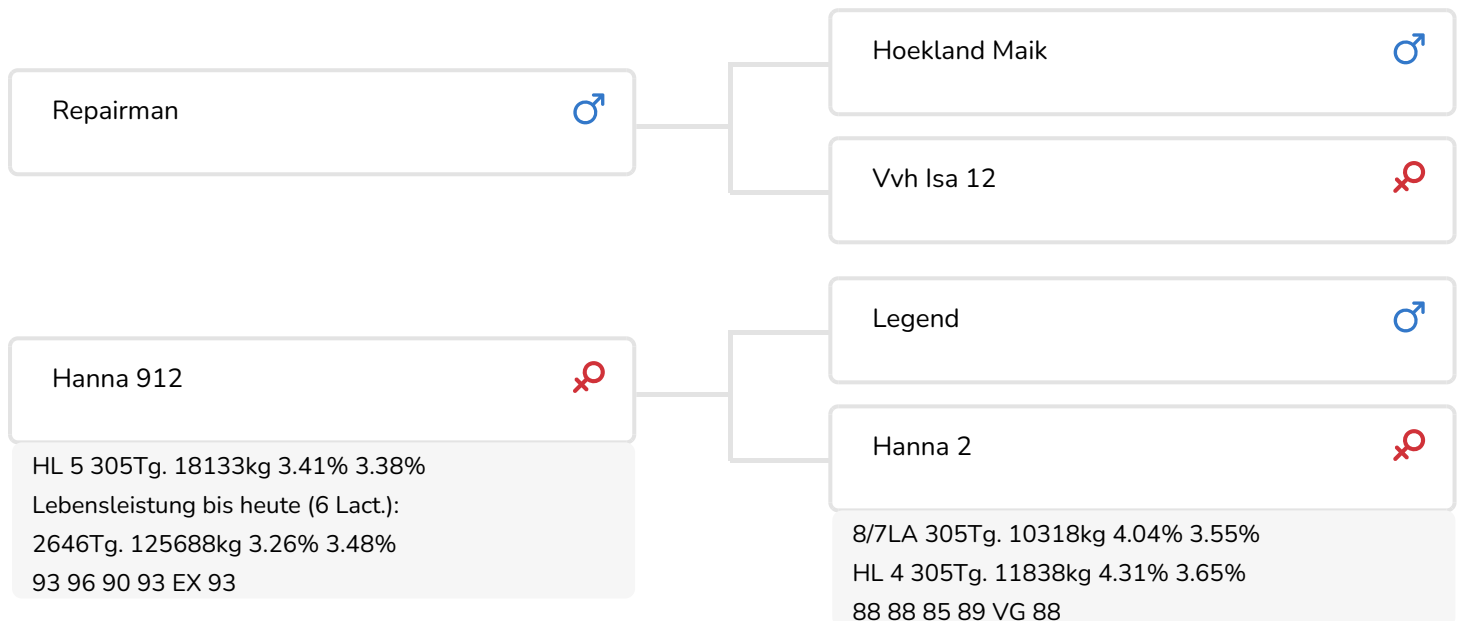 Repairman
Hoekland Maik
Vvh Isa 12
Hanna 912
HL 5 305Tg. 18133kg 3.41% 3.38%
Lebensleistung bis heute (6 Lact.):
2646Tg. 125688kg 3.26% 3.48%
93 96 90 93 EX 93
Legend
Hanna 2
8/7LA 305Tg. 10318kg 4.04% 3.55%
HL 4 305Tg. 11838kg 4.31% 3.65%
88 88 85 89 VG 88